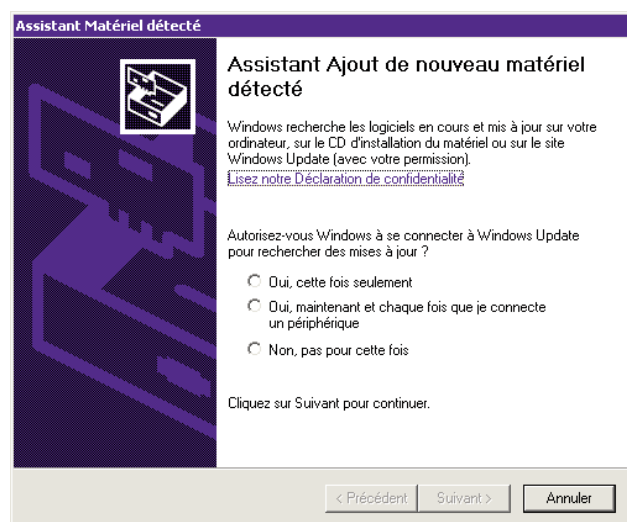 Assistant Matériel détecté
Assistant Ajout de nouveau matériel
détecté
Windows recherche les logiciels en cours et mis à jour sur votre
ordinateur, sur le CD d'installation du matériel ou sur le site
Windows Update (avec votre permission).
Lisez notre Déclaration de confidentialité
Autorisez-vous Windows à se connecter à Windows Update
pour rechercher des mises à jour ?
Oui, cette fois seulement
Oui, maintenant et chaque fois que je connecte
un périphérique
Non, pas pour cette fois
Cliquez sur Suivant pour continuer.
< Précédent Suivant > Annuler